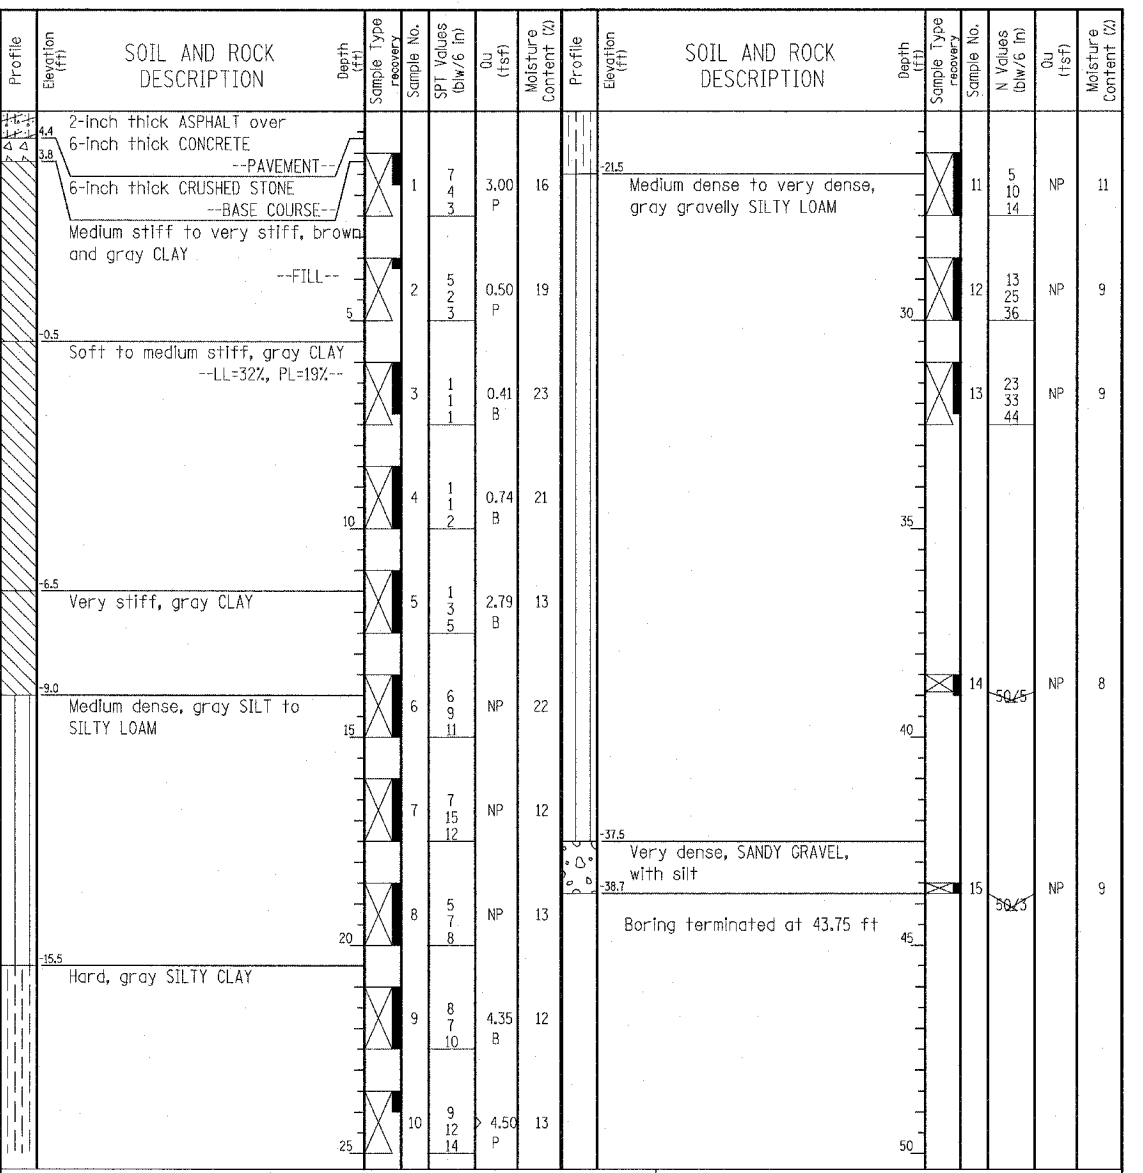 Profile
Elevation (ft)
SOIL AND ROCK
DESCRIPTION
Depth (ft)
Sample Type
recovery
Sample No.
SPT Values (blw/6 in)
Qu (tsf)
Moisture Content (%)
2-inch thick ASPHALT over
4.4 6-inch thick CONCRETE
--PAVEMENT--
3.8
6-inch thick CRUSHED STONE
--BASE COURSE--
1 7 4 3 3.00 P 16
Medium stiff to very stiff, brown
and gray CLAY
--FILL--
5
2 5 2 3 0.50 P 19
-0.5
Soft to medium stiff, gray CLAY
--LL=32%, PL=19%--
3 1 1 1 0.41 B 23
10
4 1 1 2 0.74 B 21
-6.5
Very stiff, gray CLAY
5 1 3 5 2.79 B 13
-9.0
Medium dense, gray SILT to
SILTY LOAM
15
6 6 9 11 NP 22
7 7 15 12 NP 12
20
8 5 7 8 NP 13
-15.5
Hard, gray SILTY CLAY
9 8 7 10 4.35 B 12
25
10 9 12 14 > 4.50 P 13
Profile
Elevation (ft)
SOIL AND ROCK
DESCRIPTION
Depth (ft)
Sample Type
recovery
Sample No.
N Values (blw/6 in)
Qu (tsf)
Moisture Content (%)
-21.5
Medium dense to very dense,
gray gravelly SILTY LOAM
11 5 10 14 NP 11
30
12 13 25 36 NP 9
13 23 33 44 NP 9
35
14 50/5 NP 8
40
-37.5
Very dense, SANDY GRAVEL,
with silt
-38.7
15 50/3 NP 9
Boring terminated at 43.75 ft
45
50